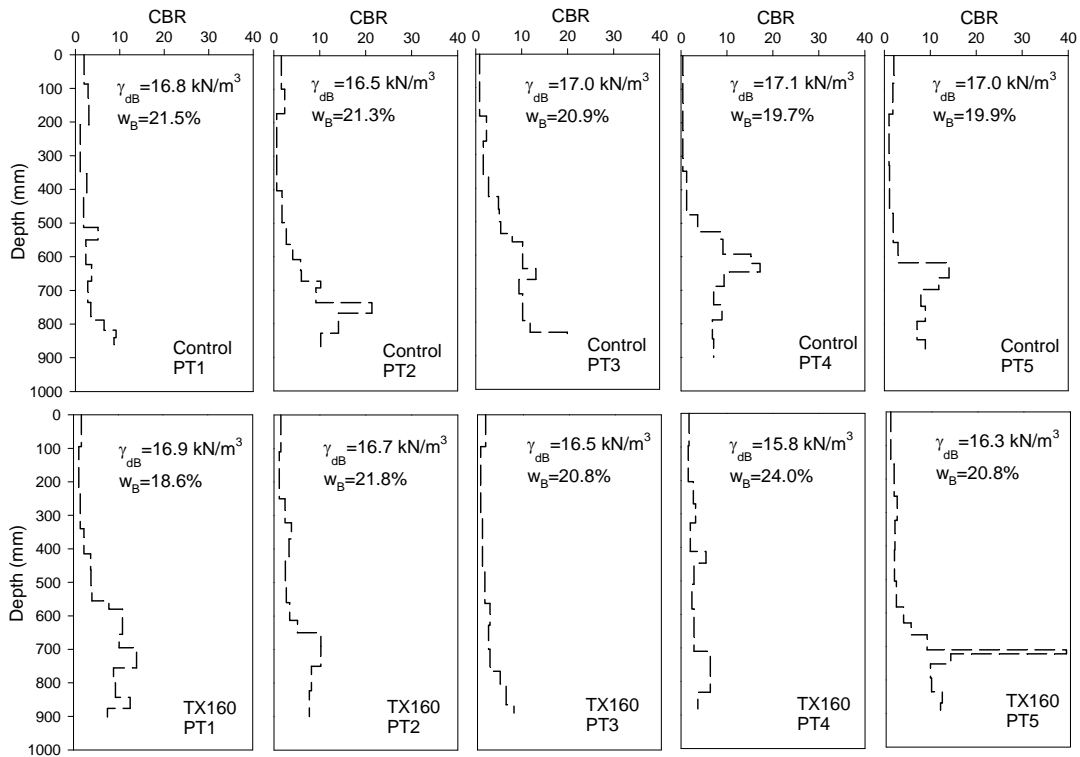 CBR CBR CBR CBR CBR
0 10 20 30 40 0 10 20 30 40 0 10 20 30 40 0 10 20 30 40 0 10 20 30 40
Depth (mm)
0
100
200
300
400
500
600
700
800
900
1000
γdB=16.8 kN/m³
wB=21.5%
Control
PT1
γdB=16.5 kN/m³
wB=21.3%
Control
PT2
γdB=17.0 kN/m³
wB=20.9%
Control
PT3
γdB=17.1 kN/m³
wB=19.7%
Control
PT4
γdB=17.0 kN/m³
wB=19.9%
Control
PT5
Depth (mm)
0
100
200
300
400
500
600
700
800
900
1000
γdB=16.9 kN/m³
wB=18.6%
TX160
PT1
γdB=16.7 kN/m³
wB=21.8%
TX160
PT2
γdB=16.5 kN/m³
wB=20.8%
TX160
PT3
γdB=15.8 kN/m³
wB=24.0%
TX160
PT4
γdB=16.3 kN/m³
wB=20.8%
TX160
PT5